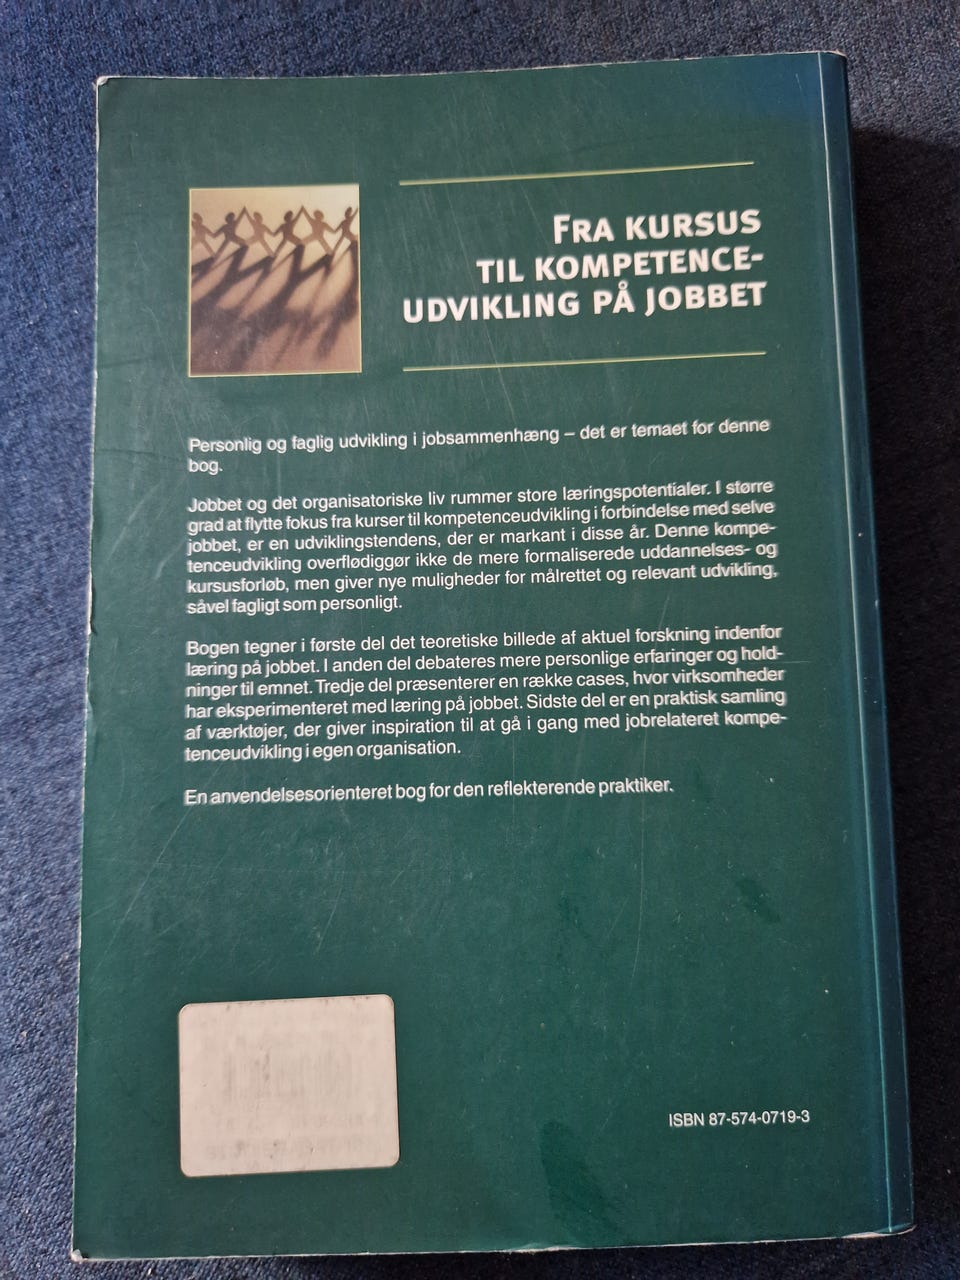 FRA KURSUS
TIL KOMPETENCE-
UDVIKLING PÅ JOBBET
Personlig og faglig udvikling i jobsammenhæng – det er temaet for denne
bog.
Jobbet og det organisatoriske liv rummer store læringspotentialer. I større
grad at flytte fokus fra kurser til kompetenceudvikling i forbindelse med selve
jobbet, er en udviklingstendens, der er markant i disse år. Denne kompe-
tenceudvikling overflødiggør ikke de mere formaliserede uddannelses- og
kursusforløb, men giver nye muligheder for målrettet og relevant udvikling,
såvel fagligt som personligt.
Bogen tegner i første del det teoretiske billede af aktuel forskning indenfor
læring på jobbet. I anden del debateres mere personlige erfaringer og hold-
ninger til emnet. Tredje del præsenterer en række cases, hvor virksomheder
har eksperimenteret med læring på jobbet. Sidste del er en praktisk samling
af værktøjer, der giver inspiration til at gå i gang med jobrelateret kompe-
tenceudvikling i egen organisation.
En anvendelsesorienteret bog for den reflekterende praktiker.
ISBN 87-574-0719-3